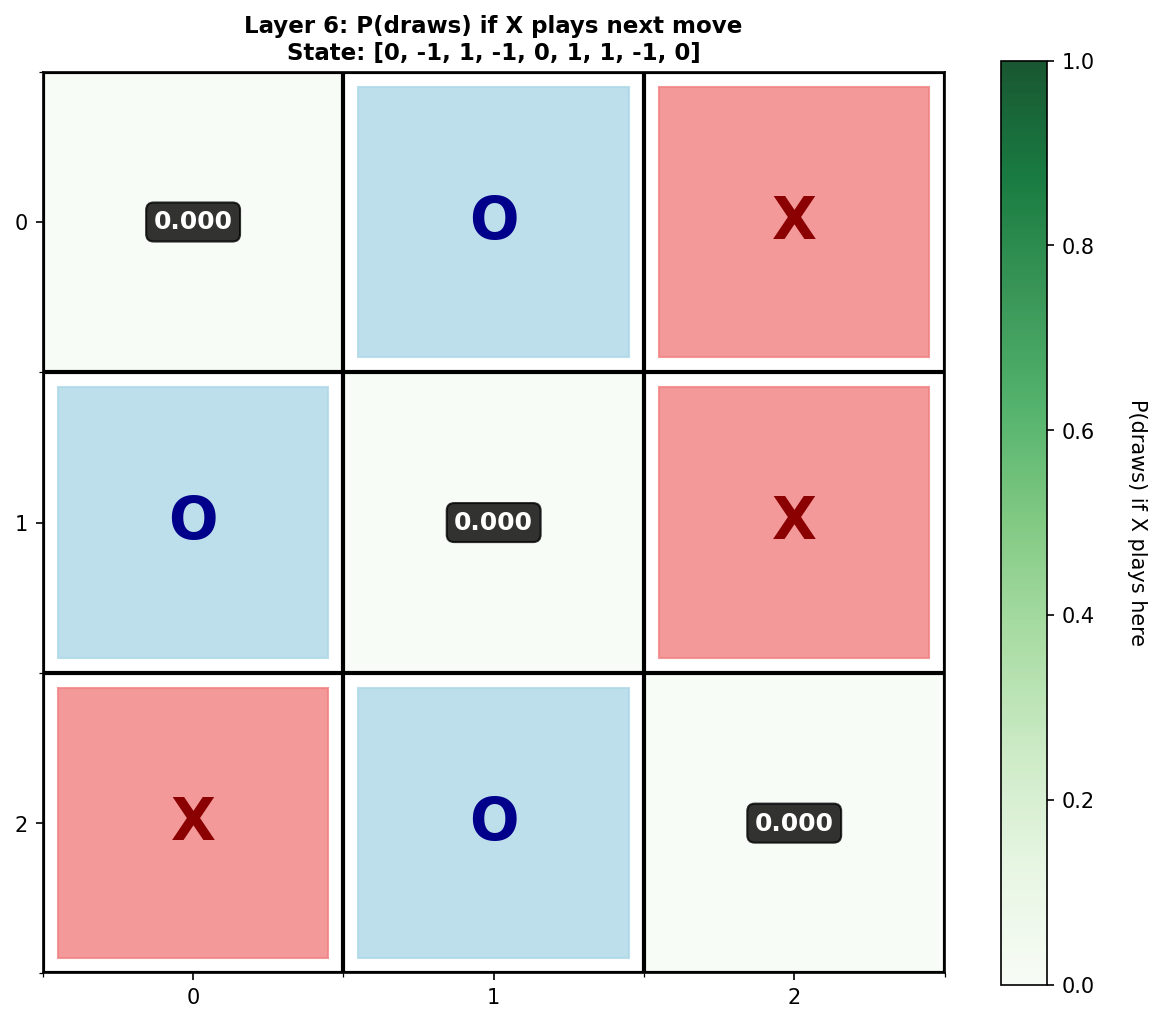 Layer 6: P(draws) if X plays next move
State: [0, -1, 1, -1, 0, 1, 1, -1, 0]
0
0.000
O
X
1
O
0.000
X
2
X
O
0.000
0
1
2
1.0
0.8
0.6
0.4
0.2
0.0
P(draws) if X plays here